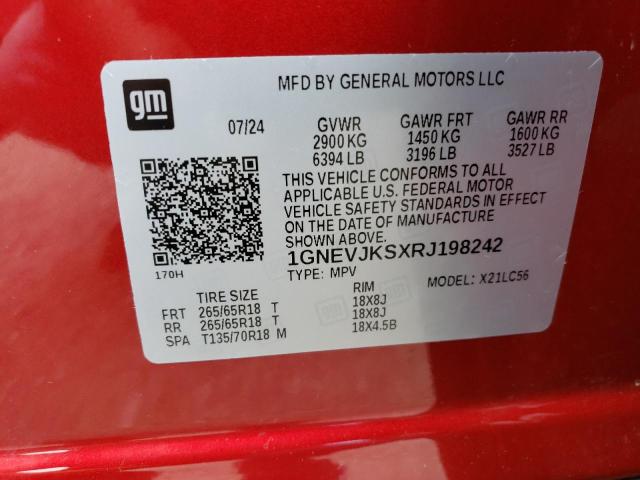 gm
MFD BY GENERAL MOTORS LLC
07/24 GVWR GAWR FRT GAWR RR
2900 KG 1450 KG 1600 KG
6394 LB 3196 LB 3527 LB
THIS VEHICLE CONFORMS TO ALL
APPLICABLE U.S. FEDERAL MOTOR
VEHICLE SAFETY STANDARDS IN EFFECT
ON THE DATE OF MANUFACTURE
1GNEVJKSXRJ198242
170H
TYPE: MPV MODEL: X21LC56
TIRE SIZE RIM
FRT 265/65R18 T 18X8J
RR 265/65R18 T 18X8J
SPA T135/70R18 M 18X4.5B